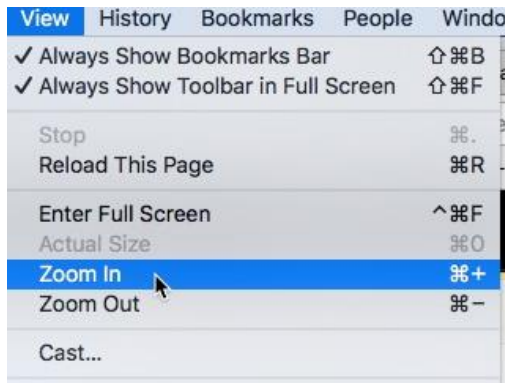 View History Bookmarks People Windo
✓ Always Show Bookmarks Bar ⇧⌘B
✓ Always Show Toolbar in Full Screen ⇧⌘F
Stop ⌘.
Reload This Page ⌘R
Enter Full Screen ^⌘F
Actual Size ⌘0
Zoom In ⌘+
Zoom Out ⌘−
Cast...